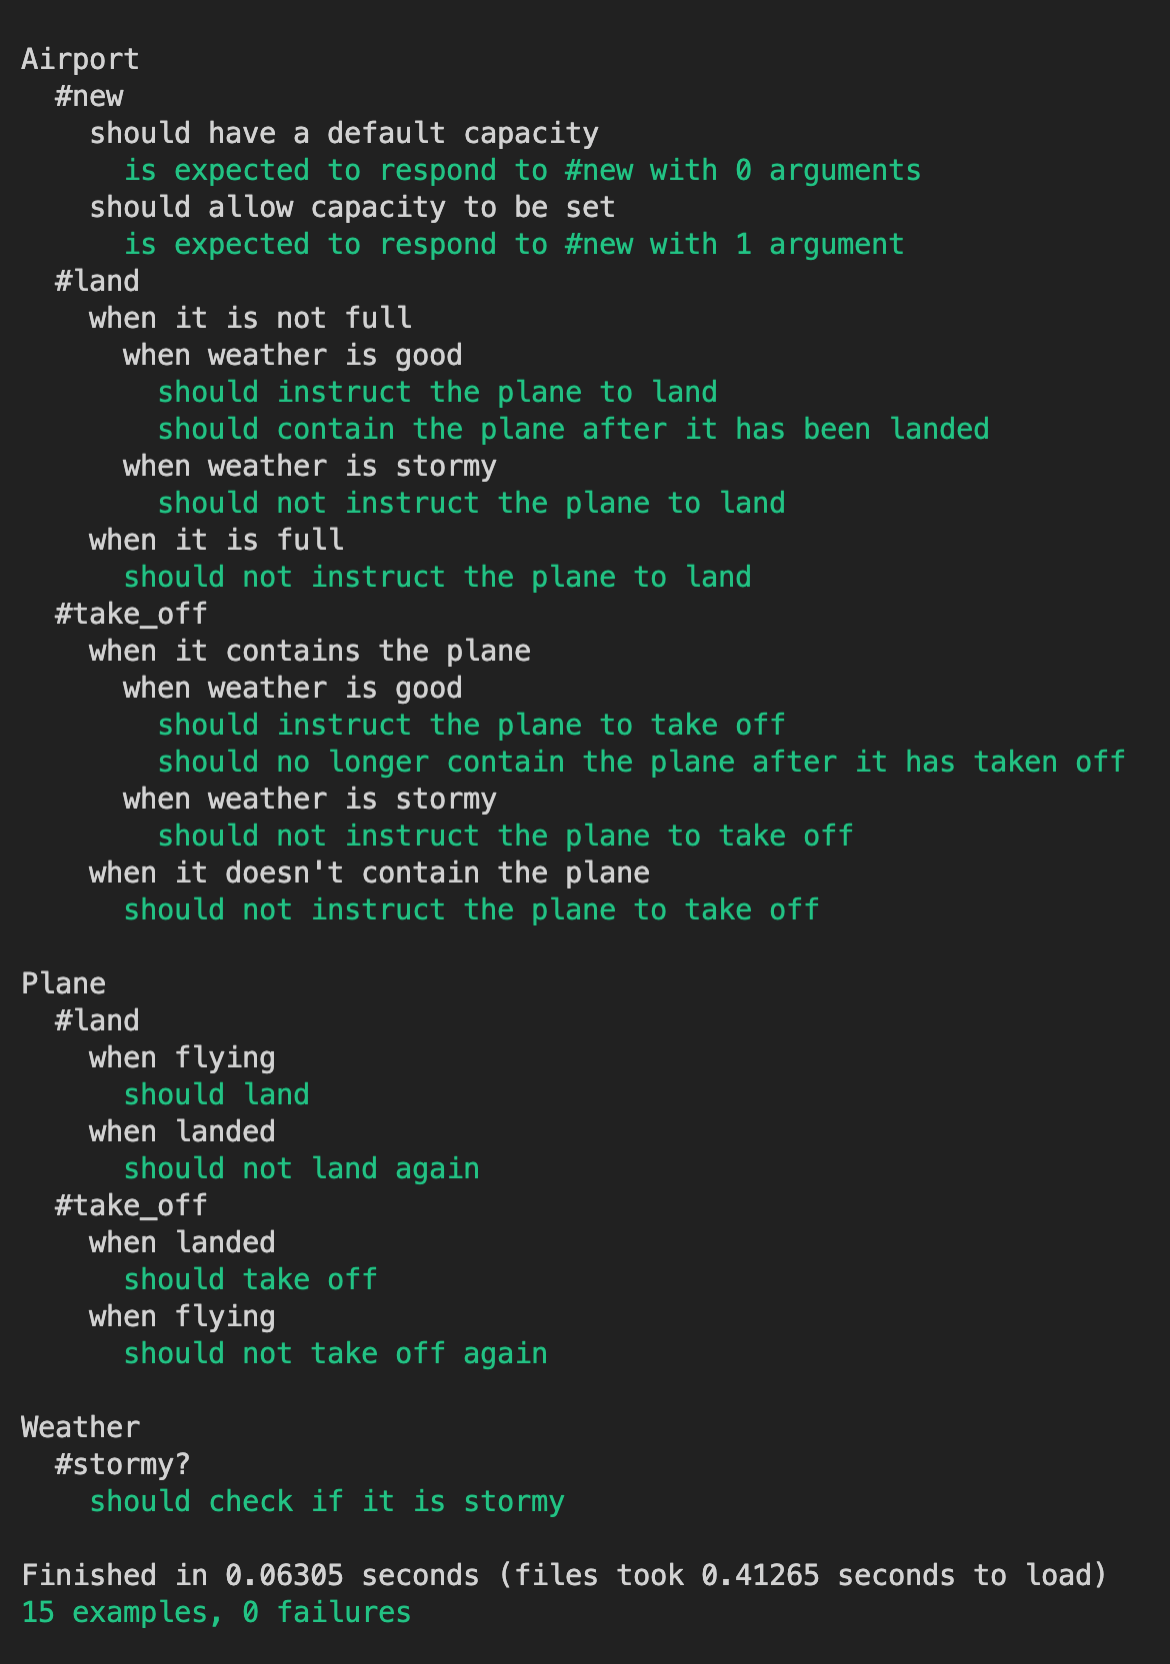 Airport
  #new
    should have a default capacity
      is expected to respond to #new with 0 arguments
    should allow capacity to be set
      is expected to respond to #new with 1 argument
  #land
    when it is not full
      when weather is good
        should instruct the plane to land
        should contain the plane after it has been landed
      when weather is stormy
        should not instruct the plane to land
    when it is full
      should not instruct the plane to land
  #take_off
    when it contains the plane
      when weather is good
        should instruct the plane to take off
        should no longer contain the plane after it has taken off
      when weather is stormy
        should not instruct the plane to take off
    when it doesn't contain the plane
      should not instruct the plane to take off

Plane
  #land
    when flying
      should land
    when landed
      should not land again
  #take_off
    when landed
      should take off
    when flying
      should not take off again

Weather
  #stormy?
    should check if it is stormy

Finished in 0.06305 seconds (files took 0.41265 seconds to load)
15 examples, 0 failures